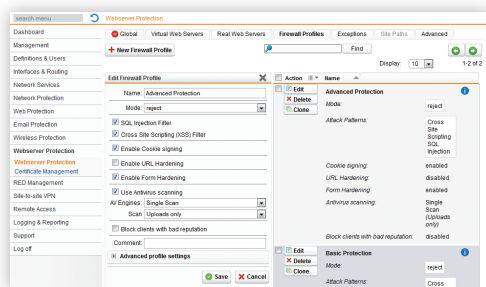 search menu
Webserver Protection
Dashboard
Management
Definitions & Users
Interfaces & Routing
Network Services
Network Protection
Web Protection
Email Protection
Wireless Protection
Webserver Protection
Webserver Protection
Certificate Management
RED Management
Site-to-site VPN
Remote Access
Logging & Reporting
Support
Log off
Global
Virtual Web Servers
Real Web Servers
Firewall Profiles
Exceptions
Site Paths
Advanced
+ New Firewall Profile
Find
Display: 10
1-2 of 2
Edit Firewall Profile
Name: Advanced Protection
Mode: reject
SQL Injection Filter
Cross Site Scripting (XSS) Filter
Enable Cookie signing
Enable URL Hardening
Enable Form Hardening
Use Antivirus scanning
AV Engines: Single Scan
Scan Uploads only
Block clients with bad reputation
Comment:
Advanced profile settings
Save
Cancel
Action
Name
Edit
Delete
Clone
Advanced Protection
Mode: reject
Attack Patterns: Cross
Site
Scripting
SQL
Injection
Cookie signing: enabled
URL Hardening: disabled
Form Hardening: enabled
Antivirus scanning: Single
Scan
(Uploads
only)
Block clients with bad reputation: disabled
Edit
Delete
Clone
Basic Protection
Mode: reject
Attack Patterns: Cross